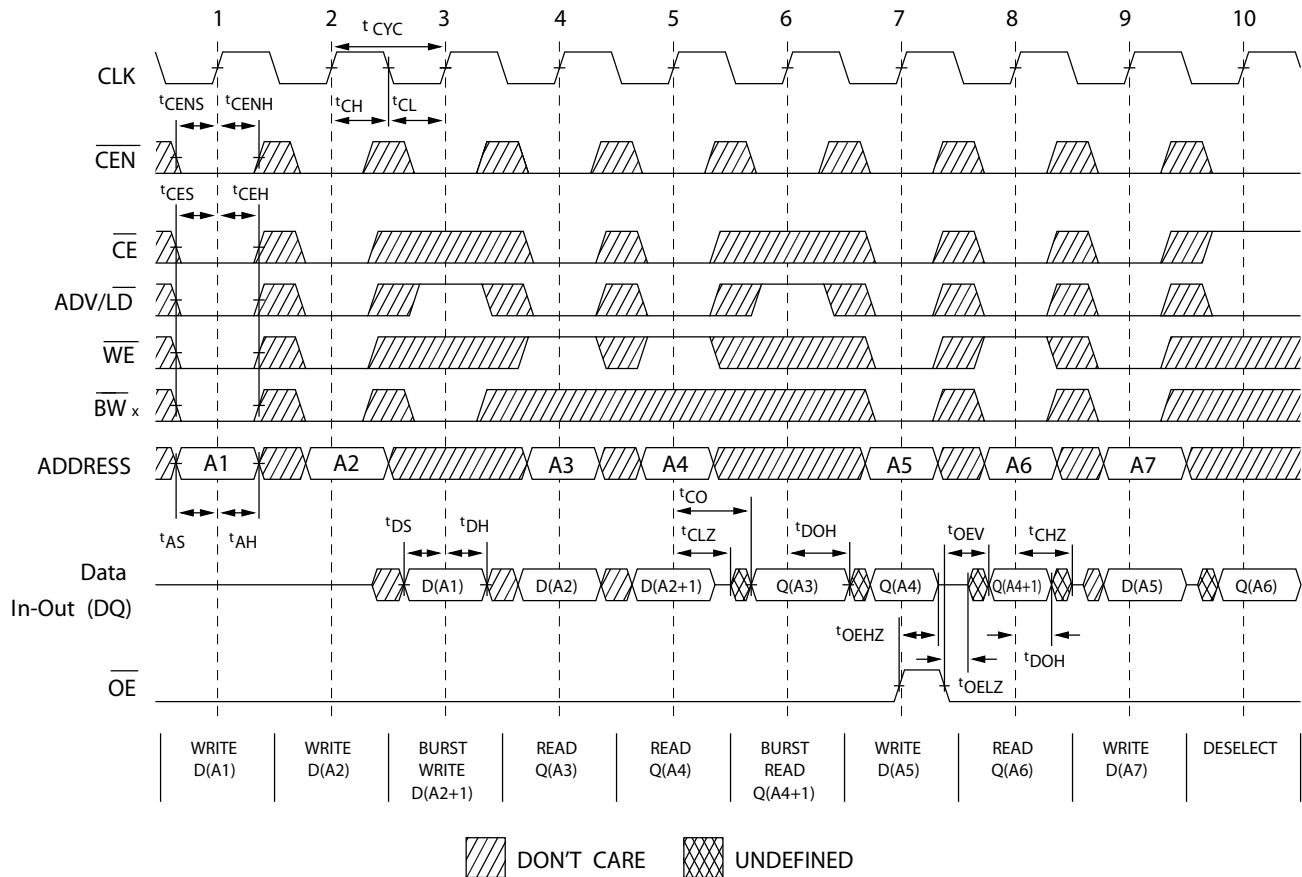 1 2 3 4 5 6 7 8 9 10
tCYC
CLK
tCENS tCENH tCH tCL
CEN
tCES tCEH
CE
ADV/LD
WE
BWx
ADDRESS A1 A2 A3 A4 A5 A6 A7
tCO
tAS tAH tDS tDH tCLZ tDOH tOEV tCHZ
Data
In-Out (DQ) D(A1) D(A2) D(A2+1) Q(A3) Q(A4) Q(A4+1) D(A5) Q(A6)
tOEHZ tDOH
tOELZ
OE
WRITE
D(A1)
WRITE
D(A2)
BURST
WRITE
D(A2+1)
READ
Q(A3)
READ
Q(A4)
BURST
READ
Q(A4+1)
WRITE
D(A5)
READ
Q(A6)
WRITE
D(A7)
DESELECT
DON'T CARE UNDEFINED